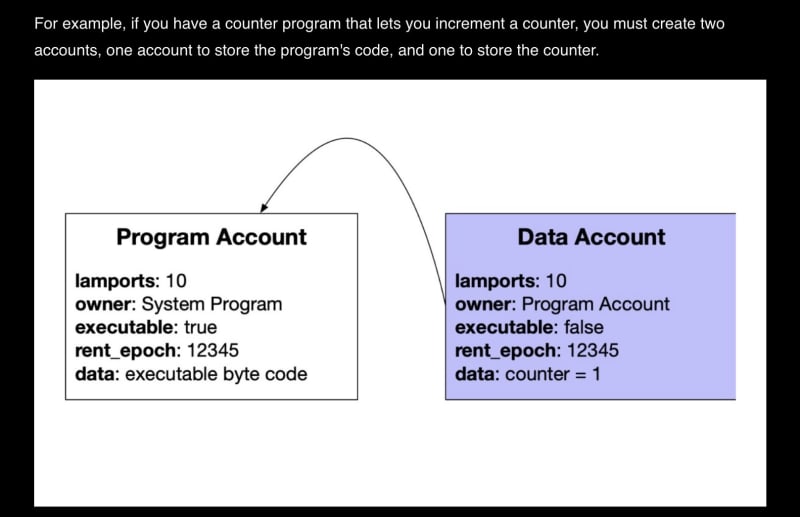 For example, if you have a counter program that lets you increment a counter, you must create two
accounts, one account to store the program's code, and one to store the counter.
Program Account
lamports: 10
owner: System Program
executable: true
rent_epoch: 12345
data: executable byte code
Data Account
lamports: 10
owner: Program Account
executable: false
rent_epoch: 12345
data: counter = 1